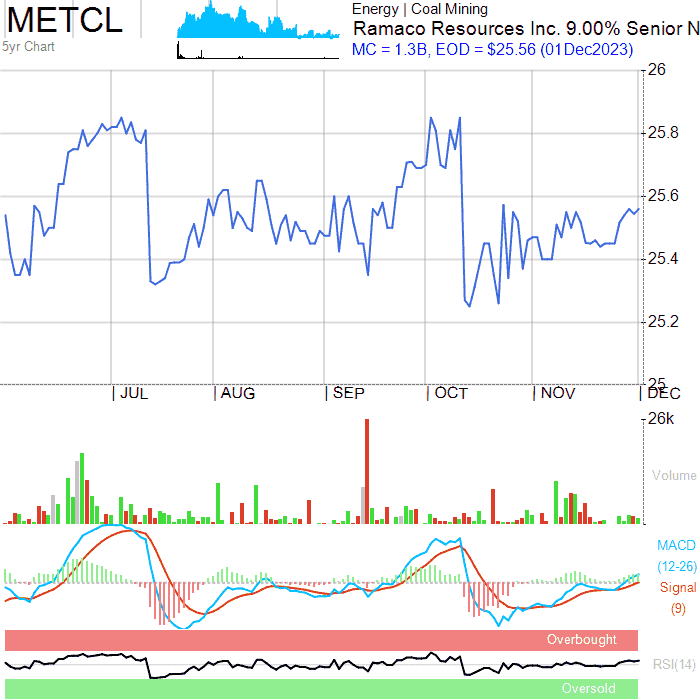 METCL
5yr Chart
Energy | Coal Mining
Ramaco Resources Inc. 9.00% Senior N
MC = 1.3B, EOD = $25.56 (01Dec2023)
26
25.8
25.6
25.4
25.2
25
JUL
AUG
SEP
OCT
NOV
DEC
26k
Volume
MACD
(12-26)
Signal
(9)
Overbought
RSI(14)
Oversold